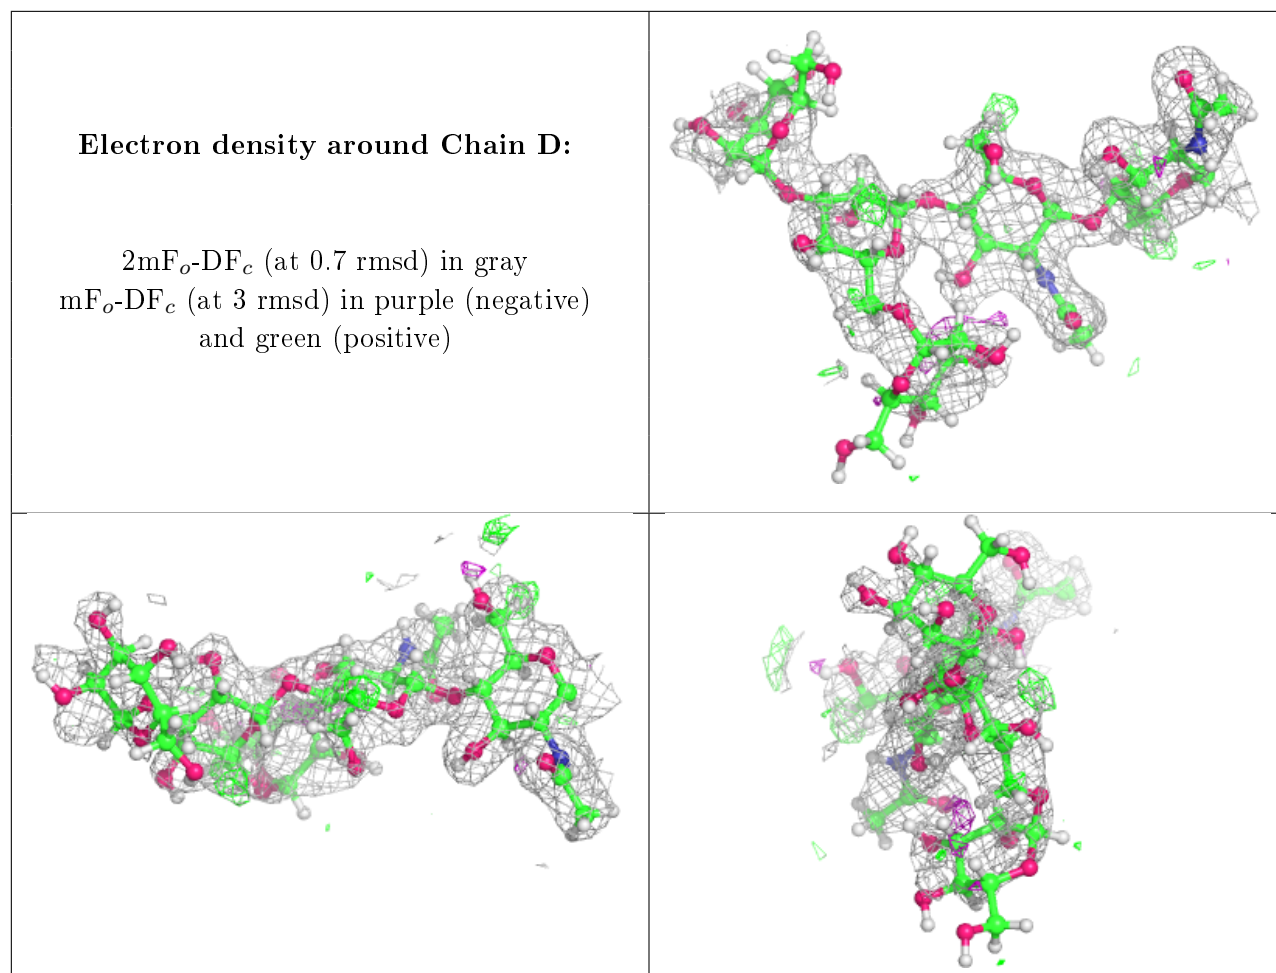 Electron density around Chain D:
2mFo-DFc (at 0.7 rmsd) in gray
mFo-DFc (at 3 rmsd) in purple (negative)
and green (positive)